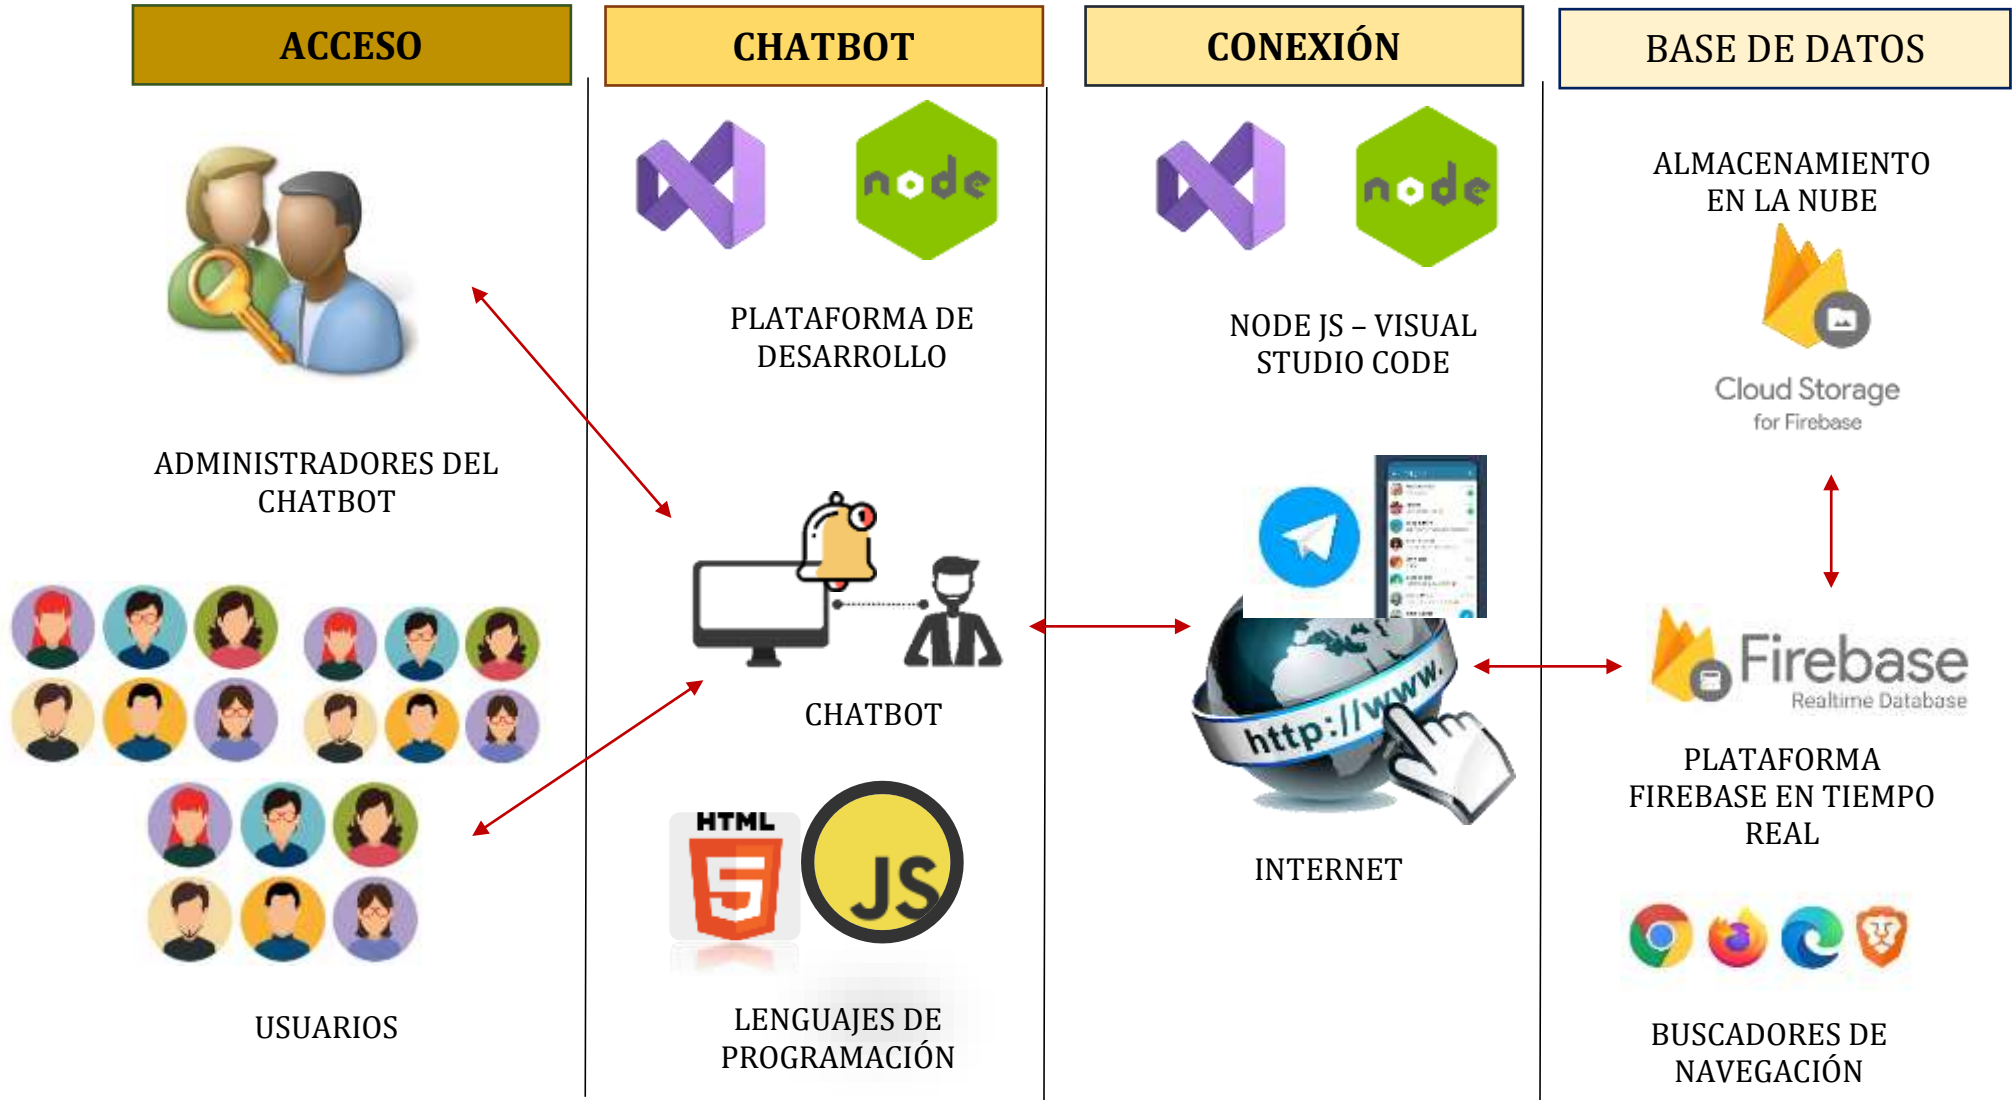 ACCESO
CHATBOT
CONEXIÓN
BASE DE DATOS
ADMINISTRADORES DEL
CHATBOT
USUARIOS
node
PLATAFORMA DE
DESARROLLO
1
CHATBOT
HTML
5
JS
LENGUAJES DE
PROGRAMACIÓN
node
NODE JS – VISUAL
STUDIO CODE
http://www.
INTERNET
ALMACENAMIENTO
EN LA NUBE
Cloud Storage
for Firebase
Firebase
Realtime Database
PLATAFORMA
FIREBASE EN TIEMPO
REAL
BUSCADORES DE
NAVEGACIÓN